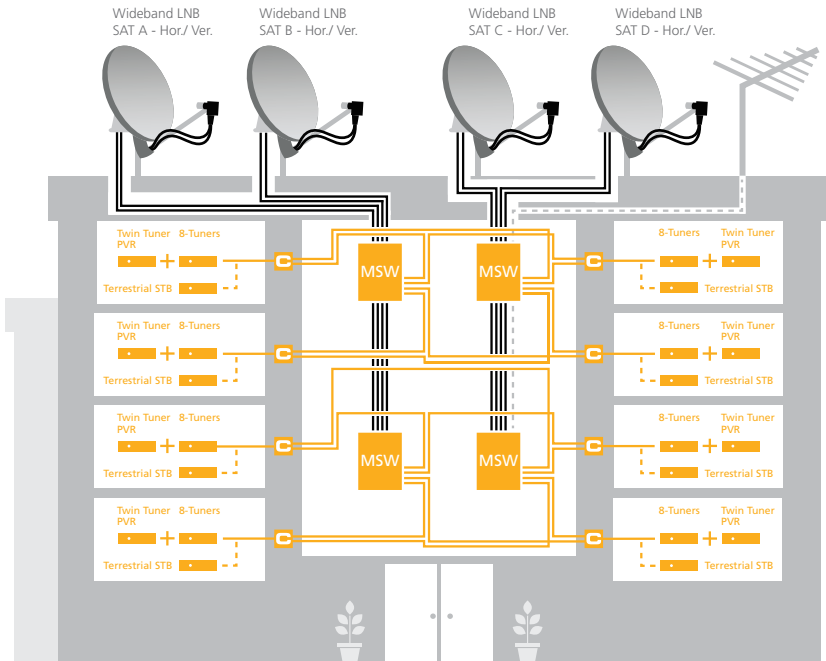 Wideband LNB
SAT A - Hor./ Ver.
Wideband LNB
SAT B - Hor./ Ver.
Wideband LNB
SAT C - Hor./ Ver.
Wideband LNB
SAT D - Hor./ Ver.
Twin Tuner
PVR
8-Tuners
Terrestrial STB
C
MSW
MSW
C
8-Tuners
Twin Tuner
PVR
Terrestrial STB
Twin Tuner
PVR
8-Tuners
Terrestrial STB
C
C
8-Tuners
Twin Tuner
PVR
Terrestrial STB
Twin Tuner
PVR
8-Tuners
Terrestrial STB
C
MSW
MSW
C
8-Tuners
Twin Tuner
PVR
Terrestrial STB
Twin Tuner
PVR
8-Tuners
Terrestrial STB
C
C
8-Tuners
Twin Tuner
PVR
Terrestrial STB